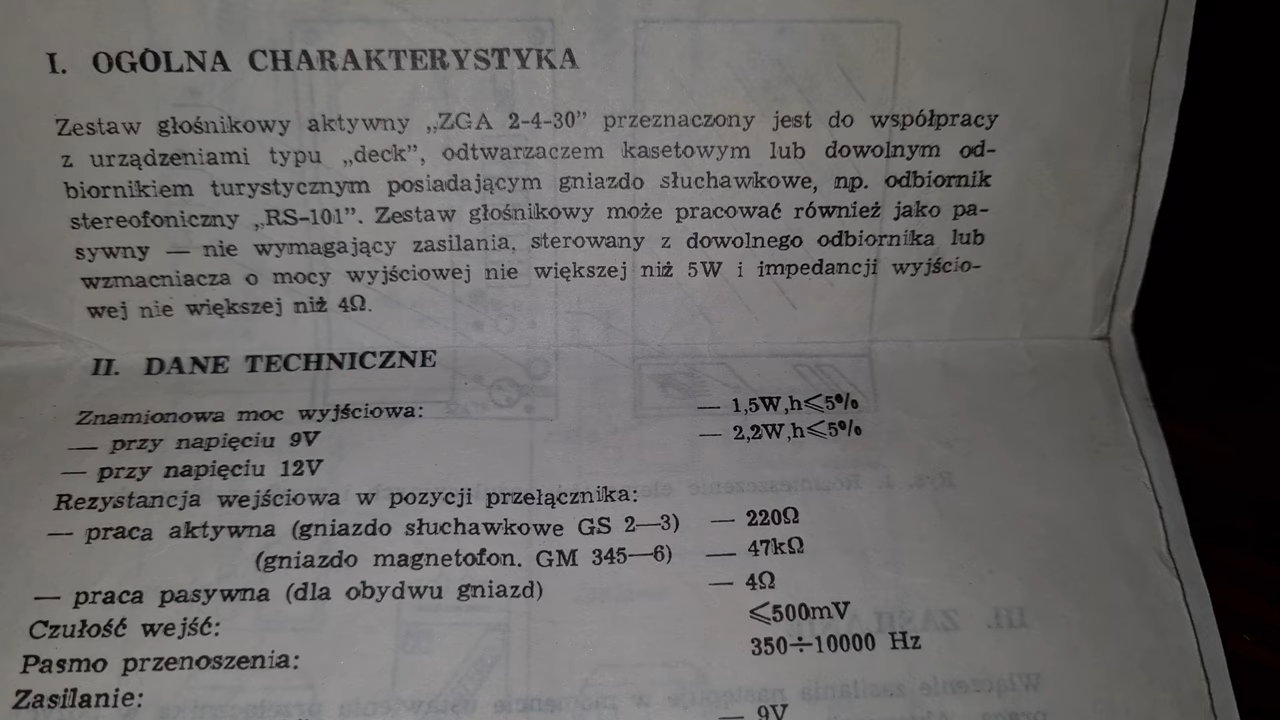 I. OGÓLNA CHARAKTERYSTYKA
Zestaw głośnikowy aktywny „ZGA 2-4-30” przeznaczony jest do współpracy
z urządzeniami typu „deck”, odtwarzaczem kasetowym lub dowolnym od-
biornikiem turystycznym posiadającym gniazdo słuchawkowe, np. odbiornik
stereofoniczny „RS-101”. Zestaw głośnikowy może pracować również jako pa-
sywny — nie wymagający zasilania, sterowany z dowolnego odbiornika lub
wzmacniacza o mocy wyjściowej nie większej niż 5W i impedancji wyjścio-
wej nie większej niż 4Ω.
II. DANE TECHNICZNE
Znamionowa moc wyjściowa:
— przy napięciu 9V — 1,5W,h⩽5%
— przy napięciu 12V — 2,2W,h⩽5%
Rezystancja wejściowa w pozycji przełącznika:
— praca aktywna (gniazdo słuchawkowe GS 2—3) — 220Ω
(gniazdo magnetofon. GM 345—6) — 47kΩ
— praca pasywna (dla obydwu gniazd) — 4Ω
Czułość wejść: ⩽500mV
Pasmo przenoszenia: 350÷10000 Hz
Zasilanie:
— 9V